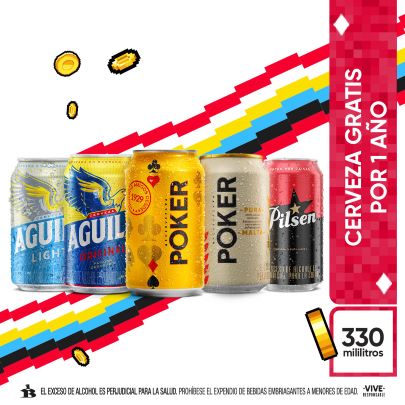 CERVEZA GRATIS
POR 1 AÑO
AGUILA
LIGHT
AGUILA
ORIGINAL
1929
POKER
POKER
PURA
MALTA
Pilsen
330
mililitros
EL EXCESO DE ALCOHOL ES PERJUDICIAL PARA LA SALUD. PROHÍBESE EL EXPENDIO DE BEBIDAS EMBRIAGANTES A MENORES DE EDAD.
-VIVE-
RESPONSABLE